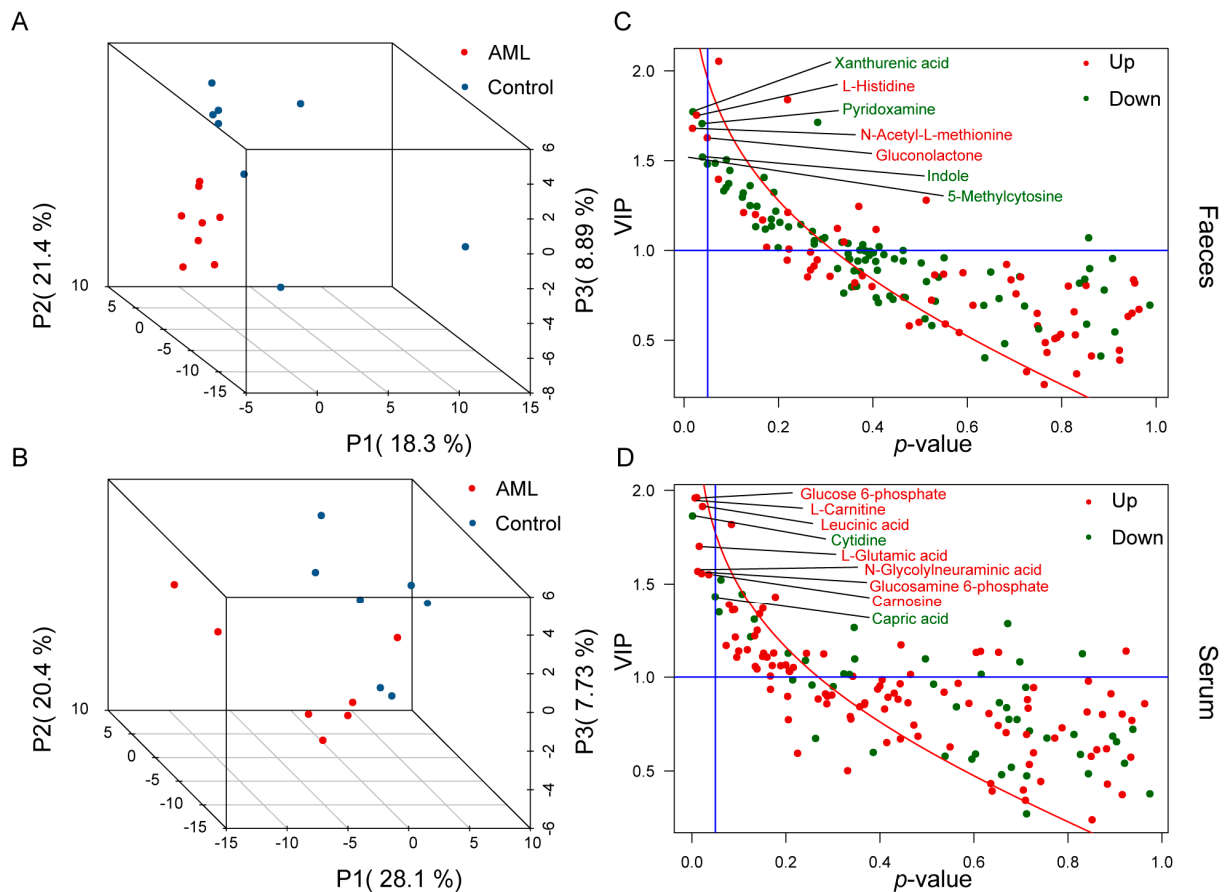 A
AML
Control
P2( 21.4 %)
10
5
0
-5
-10
-15
-5
0
5
10
15
P1( 18.3 %)
6
4
2
0
-2
-4
-6
-8
P3( 8.89 %)
B
AML
Control
P2( 20.4 %)
10
5
0
-5
-10
-15
-15
-10
-5
0
5
10
P1( 28.1 %)
6
4
2
0
-2
-4
-6
P3( 7.73 %)
C
Up
Down
Xanthurenic acid
L-Histidine
Pyridoxamine
N-Acetyl-L-methionine
Gluconolactone
Indole
5-Methylcytosine
VIP
2.0
1.5
1.0
0.5
0.0
0.2
0.4
0.6
0.8
1.0
p-value
Faeces
D
Up
Down
Glucose 6-phosphate
L-Carnitine
Leucinic acid
Cytidine
L-Glutamic acid
N-Glycolylneuraminic acid
Glucosamine 6-phosphate
Carnosine
Capric acid
VIP
2.0
1.5
1.0
0.5
0.0
0.2
0.4
0.6
0.8
1.0
p-value
Serum